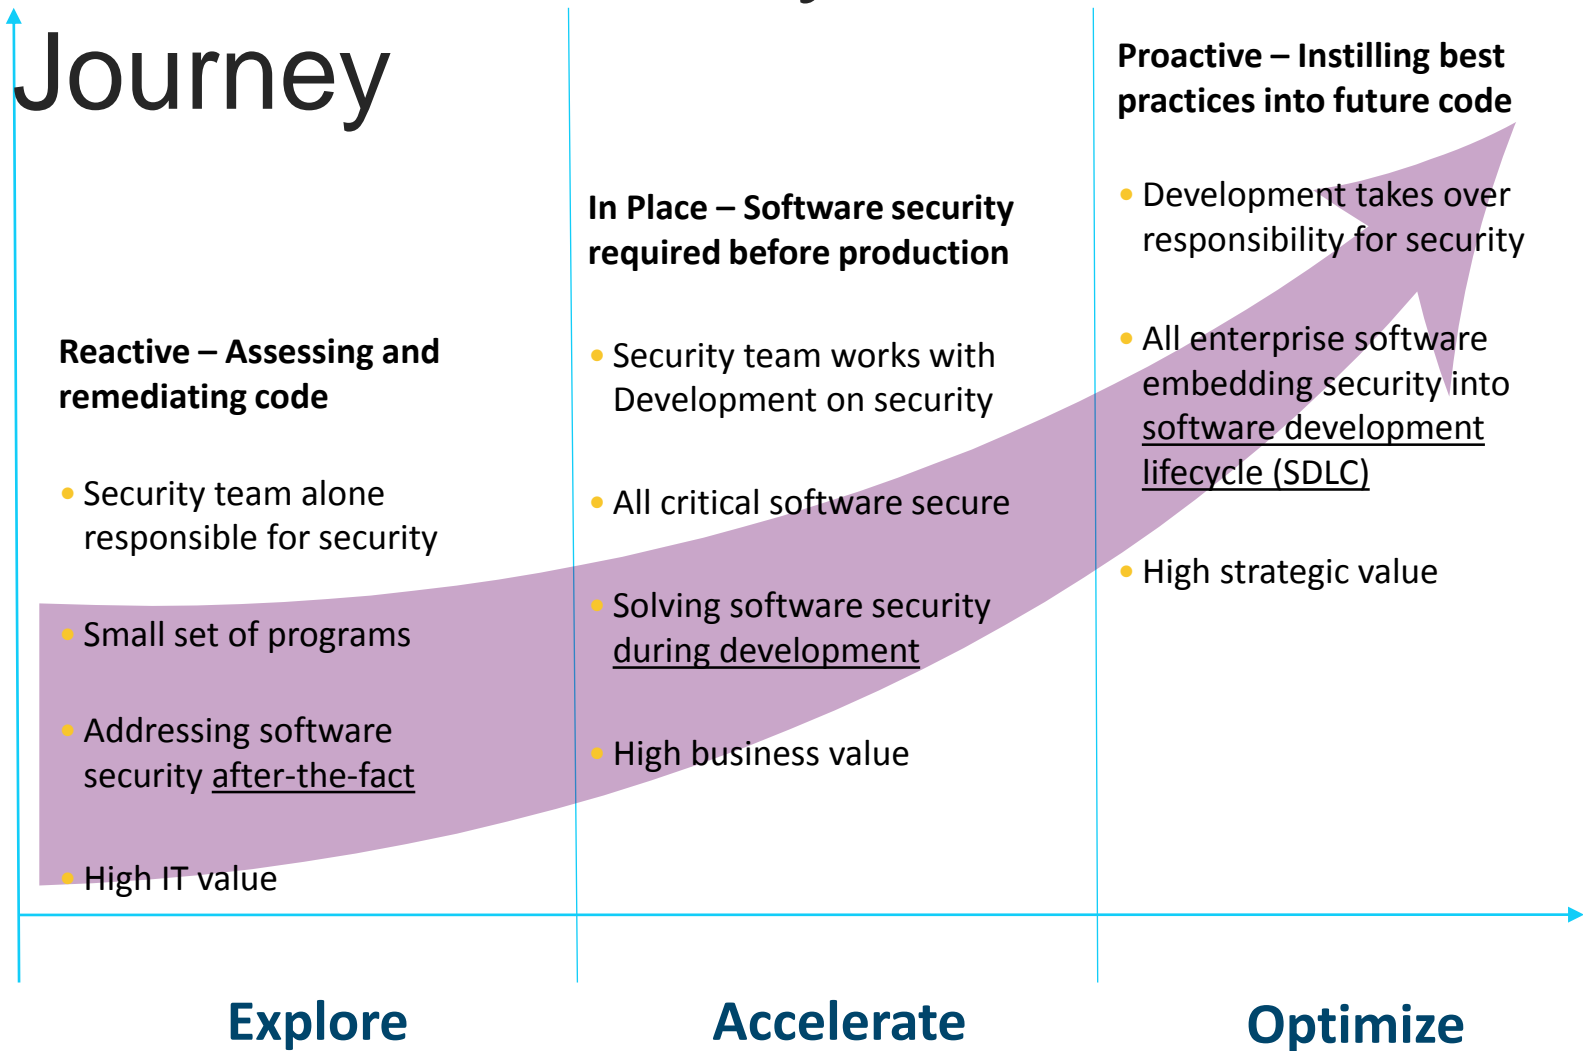 Journey
Reactive – Assessing and
remediating code
• Security team alone
responsible for security
• Small set of programs
• Addressing software
security after-the-fact
• High IT value
In Place – Software security
required before production
• Security team works with
Development on security
• All critical software secure
• Solving software security
during development
• High business value
Proactive – Instilling best
practices into future code
• Development takes over
responsibility for security
• All enterprise software
embedding security into
software development
lifecycle (SDLC)
• High strategic value
Explore
Accelerate
Optimize